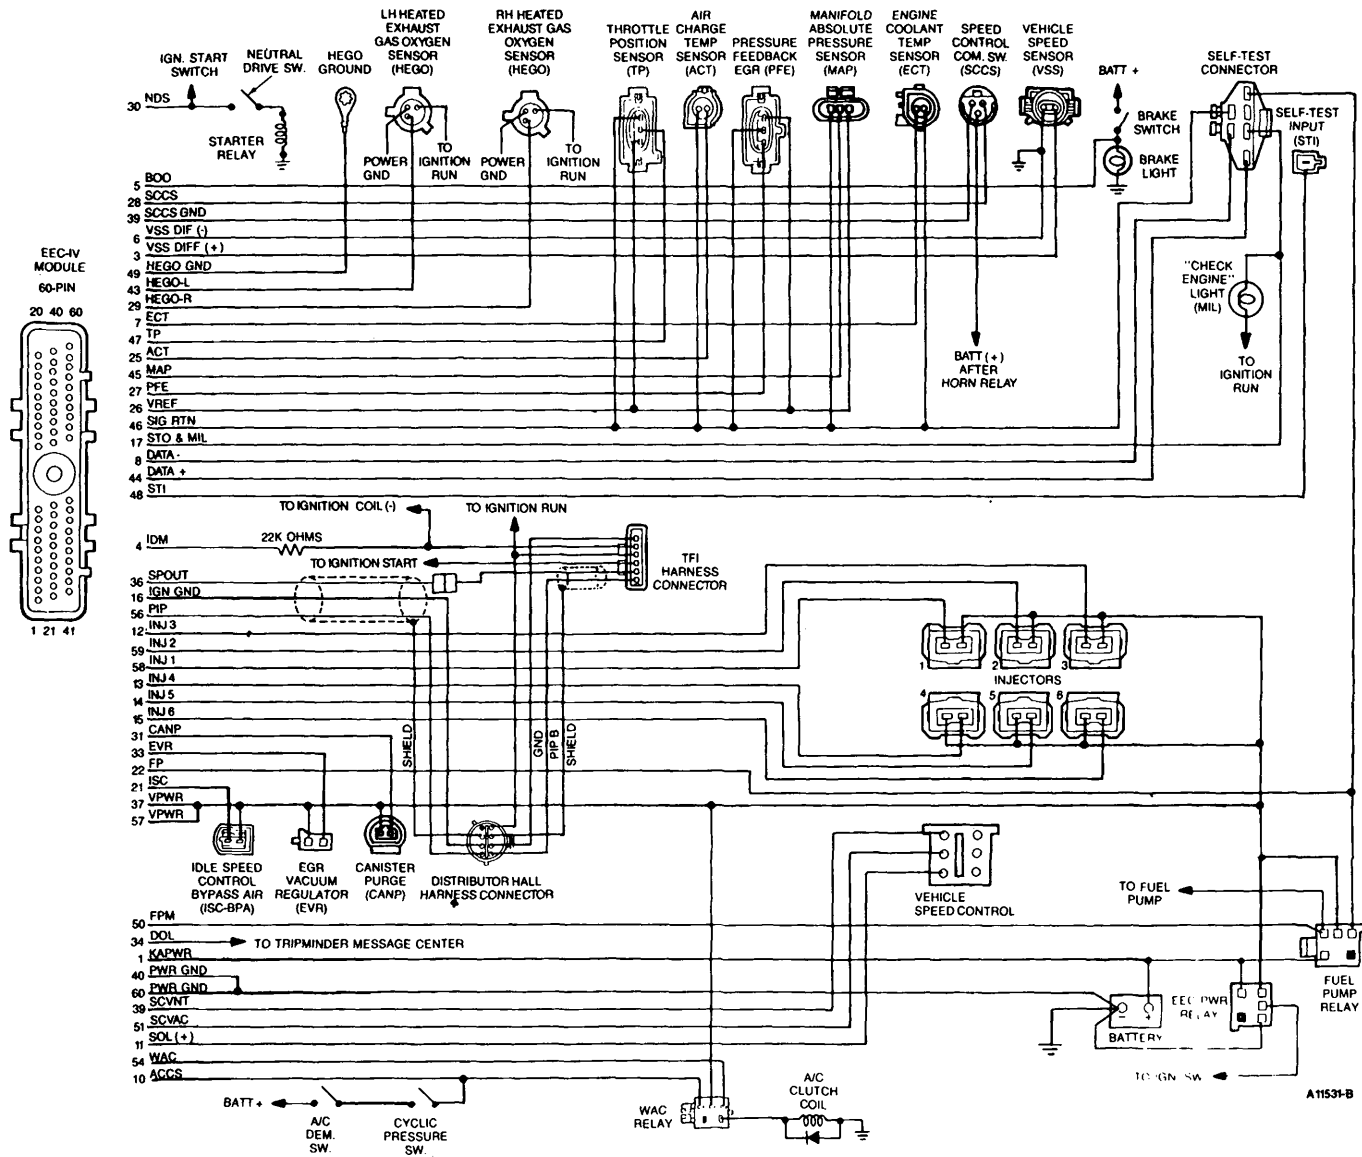 LH HEATED
EXHAUST
GAS OXYGEN
SENSOR
(HEGO)
RH HEATED
EXHAUST GAS
OXYGEN
SENSOR
(HEGO)
THROTTLE
POSITION
SENSOR
(TP)
AIR
CHARGE
TEMP
SENSOR
(ACT)
PRESSURE
FEEDBACK
EGR (PFE)
MANIFOLD
ABSOLUTE
PRESSURE
SENSOR
(MAP)
ENGINE
COOLANT
TEMP
SENSOR
(ECT)
SPEED
CONTROL
COM. SW.
(SCCS)
VEHICLE
SPEED
SENSOR
(VSS)
BATT +
SELF-TEST
CONNECTOR
IGN. START
SWITCH
NEUTRAL
DRIVE SW.
HEGO
GROUND
30 NDS
STARTER
RELAY
POWER
GND
TO
IGNITION
RUN
POWER
GND
TO
IGNITION
RUN
BRAKE
SWITCH
BRAKE
LIGHT
SELF-TEST
INPUT
(STI)
5 BOO
28 SCCS
39 SCCS GND
6 VSS DIF (-)
3 VSS DIFF (+)
49 HEGO GND
43 HEGO-L
29 HEGO-R
7 ECT
47 TP
25 ACT
45 MAP
27 PFE
26 VREF
46 SIG RTN
17 STO & MIL
8 DATA -
44 DATA +
48 STI
EEC-IV
MODULE
60-PIN
20 40 60
1 21 41
BATT (+)
AFTER
HORN RELAY
"CHECK
ENGINE"
LIGHT
(MIL)
TO
IGNITION
RUN
TO IGNITION COIL (-)
TO IGNITION RUN
4 IDM
22K OHMS
TO IGNITION START
TFI
HARNESS
CONNECTOR
36 SPOUT
16 IGN GND
56 PIP
12 INJ 3
59 INJ 2
58 INJ 1
13 INJ 4
14 INJ 5
15 INJ 6
31 CANP
33 EVR
22 FP
21 ISC
37 VPWR
57 VPWR
SHIELD
GND
PIP B
SHIELD
1
2
3
INJECTORS
4
5
6
IDLE SPEED
CONTROL
BYPASS AIR
(ISC-BPA)
EGR
VACUUM
REGULATOR
(EVR)
CANISTER
PURGE
(CANP)
DISTRIBUTOR HALL
HARNESS CONNECTOR
VEHICLE
SPEED CONTROL
TO FUEL
PUMP
50 FPM
34 DOL
TO TRIPMINDER MESSAGE CENTER
1 KAPWR
40 PWR GND
60 PWR GND
39 SCVNT
51 SCVAC
11 SOL (+)
54 WAC
10 ACCS
FUEL
PUMP
RELAY
EEC PWR
RELAY
- +
BATTERY
TO IGN. SW.
BATT +
A/C
DEM.
SW.
CYCLIC
PRESSURE
SW.
WAC
RELAY
A/C
CLUTCH
COIL
A11531-B